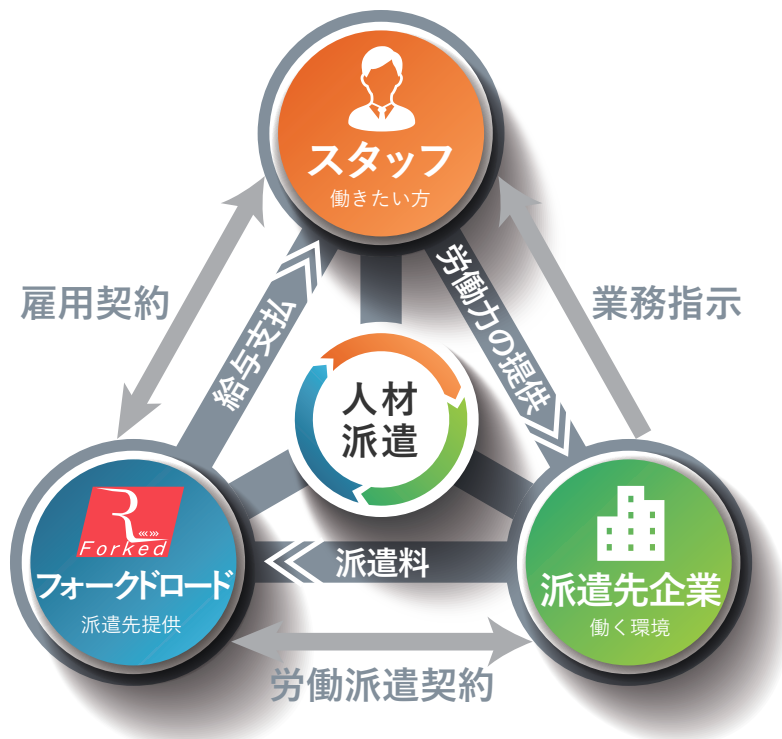 スタッフ
働きたい方
雇用契約
給与支払
労働力の提供
業務指示
人材
派遣
R
Forked
フォークドロード
派遣先提供
派遣料
派遣先企業
働く環境
労働派遣契約